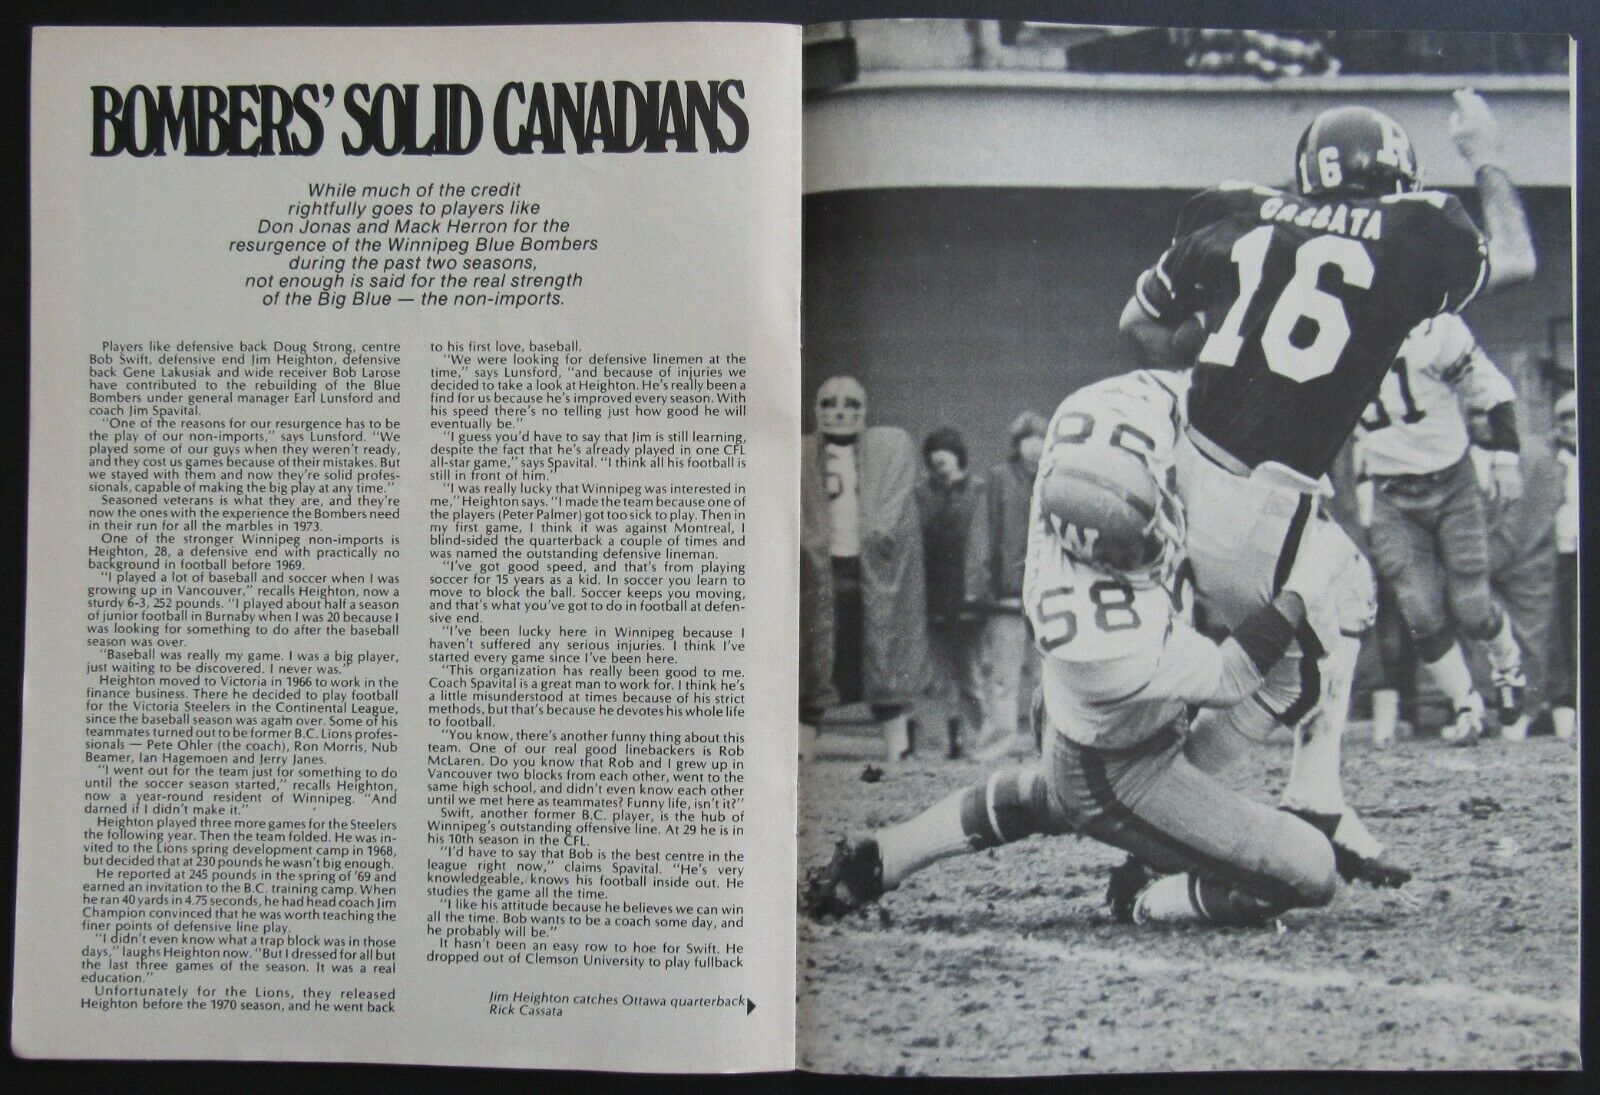 BOMBERS' SOLID CANADIANS
While much of the credit
rightfully goes to players like
Don Jonas and Mack Herron for the
resurgence of the Winnipeg Blue Bombers
during the past two seasons,
not enough is said for the real strength
of the Big Blue — the non-imports.
Players like defensive back Doug Strong, centre
Bob Swift, defensive end Jim Heighton, defensive
back Gene Lakusiak and wide receiver Bob Larose
have contributed to the rebuilding of the Blue
Bombers under general manager Earl Lunsford and
coach Jim Spavital.
"One of the reasons for our resurgence has to be
the play of our non-imports," says Lunsford. "We
played some of our guys when they weren't ready,
and they cost us games because of their mistakes. But
we stayed with them and now they're solid profes-
sionals, capable of making the big play at any time."
Seasoned veterans is what they are, and they're
now the ones with the experience the Bombers need
in their run for all the marbles in 1973.
One of the stronger Winnipeg non-imports is
Heighton, 28, a defensive end with practically no
background in football before 1969.
"I played a lot of baseball and soccer when I was
growing up in Vancouver," recalls Heighton, now a
sturdy 6-3, 252 pounds. "I played about half a season
of junior football in Burnaby when I was 20 because I
was looking for something to do after the baseball
season was over.
"Baseball was really my game. I was a big player,
just waiting to be discovered. I never was."
Heighton moved to Victoria in 1966 to work in the
finance business. There he decided to play football
for the Victoria Steelers in the Continental League,
since the baseball season was again over. Some of his
teammates turned out to be former B.C. Lions profes-
sionals — Pete Ohler (the coach), Ron Morris, Nub
Beamer, Ian Hagemoen and Jerry Janes.
"I went out for the team just for something to do
until the soccer season started," recalls Heighton,
now a year-round resident of Winnipeg. "And
darned if I didn't make it."
Heighton played three more games for the Steelers
the following year. Then the team folded. He was in-
vited to the Lions spring development camp in 1968,
but decided that at 230 pounds he wasn't big enough.
He reported at 245 pounds in the spring of '69 and
earned an invitation to the B.C. training camp. When
he ran 40 yards in 4.75 seconds, he had head coach Jim
Champion convinced that he was worth teaching the
finer points of defensive line play.
"I didn't even know what a trap block was in those
days," laughs Heighton now. "But I dressed for all but
the last three games of the season. It was a real
education."
Unfortunately for the Lions, they released
Heighton before the 1970 season, and he went back
to his first love, baseball.
"We were looking for defensive linemen at the
time," says Lunsford, "and because of injuries we
decided to take a look at Heighton. He's really been a
find for us because he's improved every season. With
his speed there's no telling just how good he will
eventually be."
"I guess you'd have to say that Jim is still learning,
despite the fact that he's already played in one CFL
all-star game," says Spavital. "I think all his football is
still in front of him."
"I was really lucky that Winnipeg was interested in
me," Heighton says. "I made the team because one of
the players (Peter Palmer) got too sick to play. Then in
my first game, I think it was against Montreal, I
blind-sided the quarterback a couple of times and
was named the outstanding defensive lineman.
"I've got good speed, and that's from playing
soccer for 15 years as a kid. In soccer you learn to
move to block the ball. Soccer keeps you moving,
and that's what you've got to do in football at defen-
sive end.
"I've been lucky here in Winnipeg because I
haven't suffered any serious injuries. I think I've
started every game since I've been here.
"This organization has really been good to me.
Coach Spavital is a great man to work for. I think he's
a little misunderstood at times because of his strict
methods, but that's because he devotes his whole life
to football.
"You know, there's another funny thing about this
team. One of our real good linebackers is Rob
McLaren. Do you know that Rob and I grew up in
Vancouver two blocks from each other, went to the
same high school, and didn't even know each other
until we met here as teammates? Funny life, isn't it?"
Swift, another former B.C. player, is the hub of
Winnipeg's outstanding offensive line. At 29 he is in
his 10th season in the CFL.
"I'd have to say that Bob is the best centre in the
league right now," claims Spavital. "He's very
knowledgeable, knows his football inside out. He
studies the game all the time.
"I like his attitude because he believes we can win
all the time. Bob wants to be a coach some day, and
he probably will be."
It hasn't been an easy row to hoe for Swift. He
dropped out of Clemson University to play fullback
Jim Heighton catches Ottawa quarterback
Rick Cassata
16
R
CASSATA
16
W
58